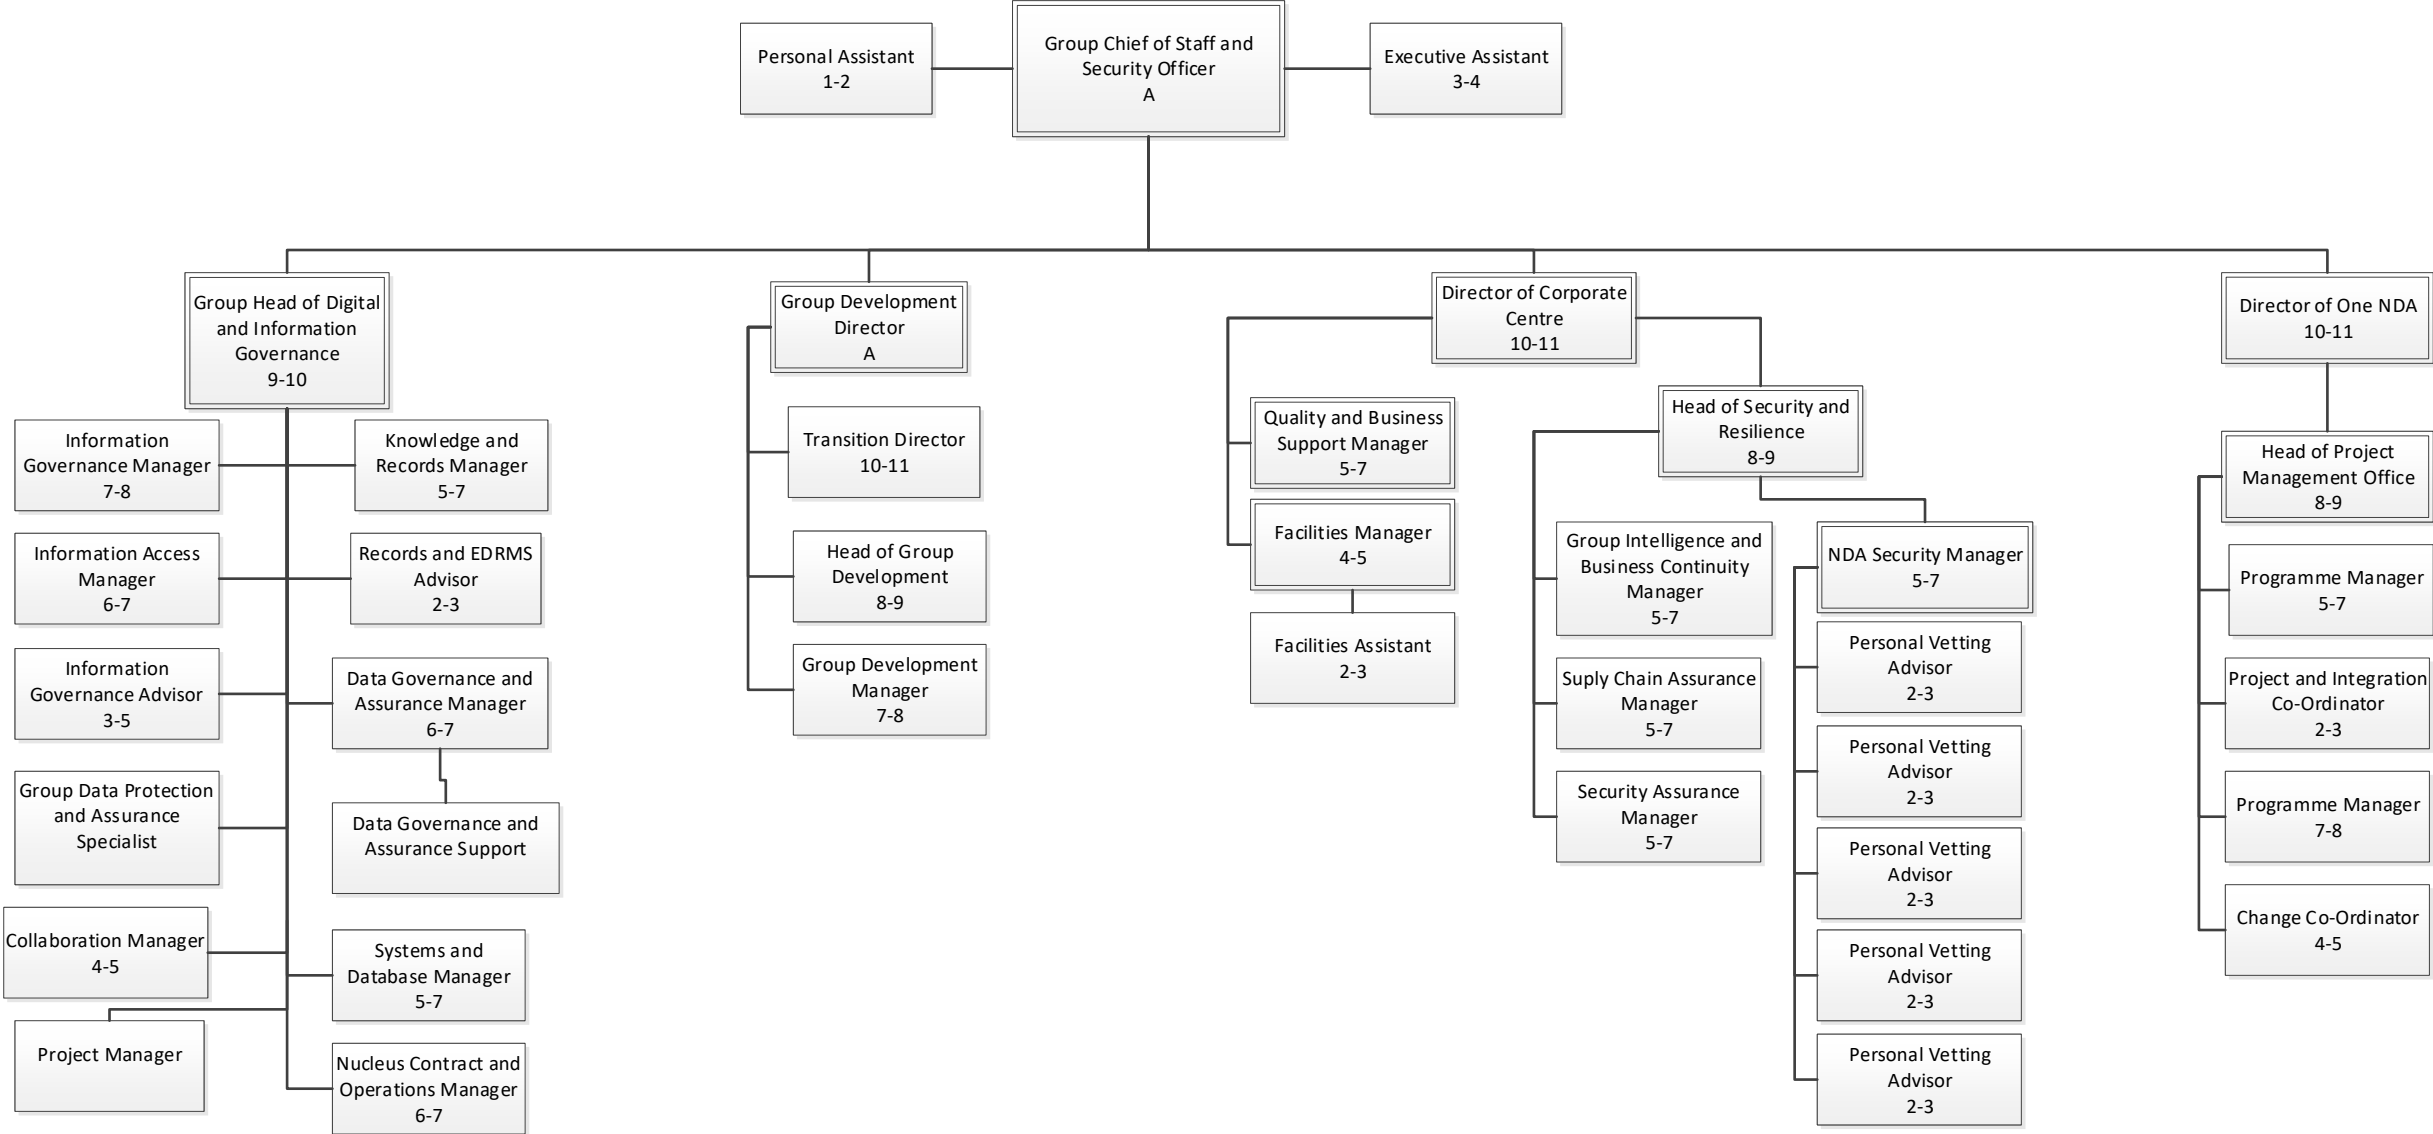 Personal Assistant
1-2
Group Chief of Staff and
Security Officer
A
Executive Assistant
3-4
Group Head of Digital
and Information
Governance
9-10
Information
Governance Manager
7-8
Knowledge and
Records Manager
5-7
Information Access
Manager
6-7
Records and EDRMS
Advisor
2-3
Information
Governance Advisor
3-5
Data Governance and
Assurance Manager
6-7
Group Data Protection
and Assurance
Specialist
Data Governance and
Assurance Support
Collaboration Manager
4-5
Systems and
Database Manager
5-7
Project Manager
Nucleus Contract and
Operations Manager
6-7
Group Development
Director
A
Transition Director
10-11
Head of Group
Development
8-9
Group Development
Manager
7-8
Director of Corporate
Centre
10-11
Quality and Business
Support Manager
5-7
Facilities Manager
4-5
Facilities Assistant
2-3
Head of Security and
Resilience
8-9
Group Intelligence and
Business Continuity
Manager
5-7
Suply Chain Assurance
Manager
5-7
Security Assurance
Manager
5-7
NDA Security Manager
5-7
Personal Vetting
Advisor
2-3
Personal Vetting
Advisor
2-3
Personal Vetting
Advisor
2-3
Personal Vetting
Advisor
2-3
Personal Vetting
Advisor
2-3
Director of One NDA
10-11
Head of Project
Management Office
8-9
Programme Manager
5-7
Project and Integration
Co-Ordinator
2-3
Programme Manager
7-8
Change Co-Ordinator
4-5